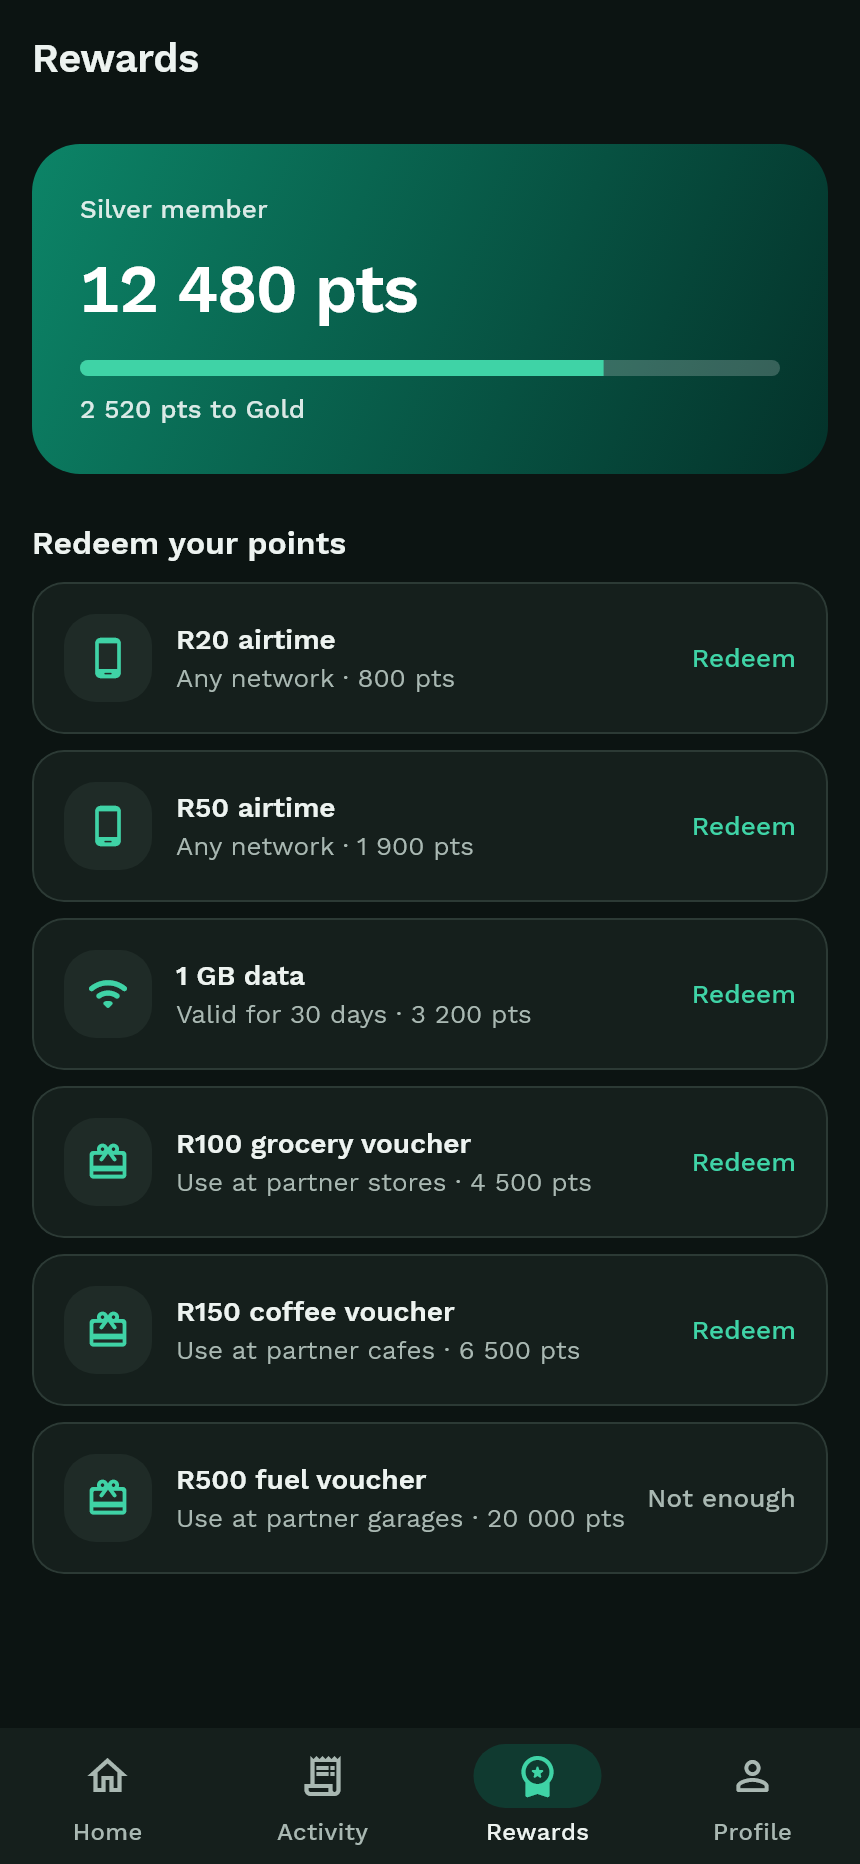 Rewards
Silver member
12 480 pts
2 520 pts to Gold
Redeem your points
R20 airtime
Any network · 800 pts
Redeem
R50 airtime
Any network · 1 900 pts
Redeem
1 GB data
Valid for 30 days · 3 200 pts
Redeem
R100 grocery voucher
Use at partner stores · 4 500 pts
Redeem
R150 coffee voucher
Use at partner cafes · 6 500 pts
Redeem
R500 fuel voucher
Use at partner garages · 20 000 pts
Not enough
Home
Activity
Rewards
Profile